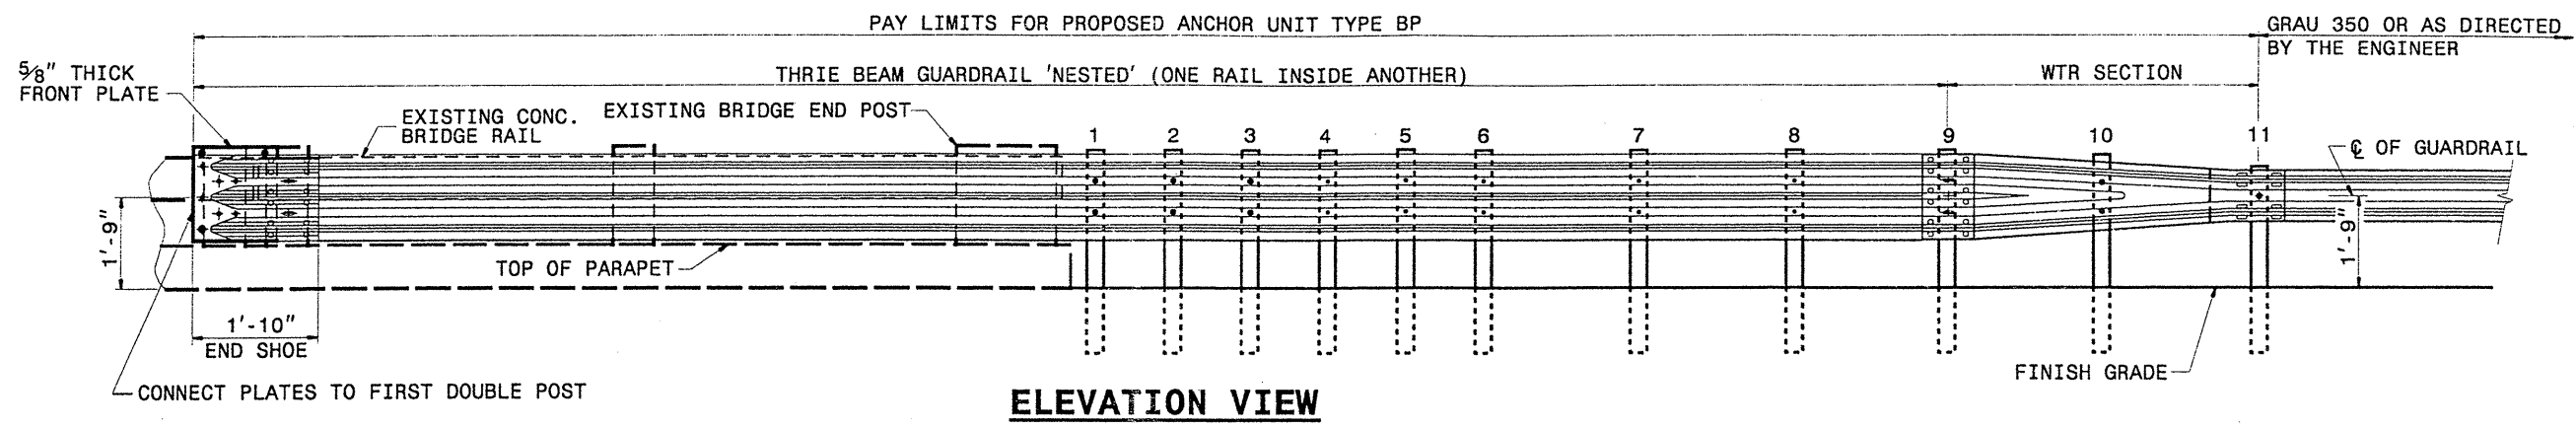 PAY LIMITS FOR PROPOSED ANCHOR UNIT TYPE BP
GRAU 350 OR AS DIRECTED
BY THE ENGINEER
5/8" THICK
FRONT PLATE
THRIE BEAM GUARDRAIL 'NESTED' (ONE RAIL INSIDE ANOTHER)
WTR SECTION
EXISTING CONC.
BRIDGE RAIL
EXISTING BRIDGE END POST
1 2 3 4 5 6 7 8 9 10 11
℄ OF GUARDRAIL
1'-9"
1'-9"
TOP OF PARAPET
1'-10"
END SHOE
CONNECT PLATES TO FIRST DOUBLE POST
FINISH GRADE
ELEVATION VIEW